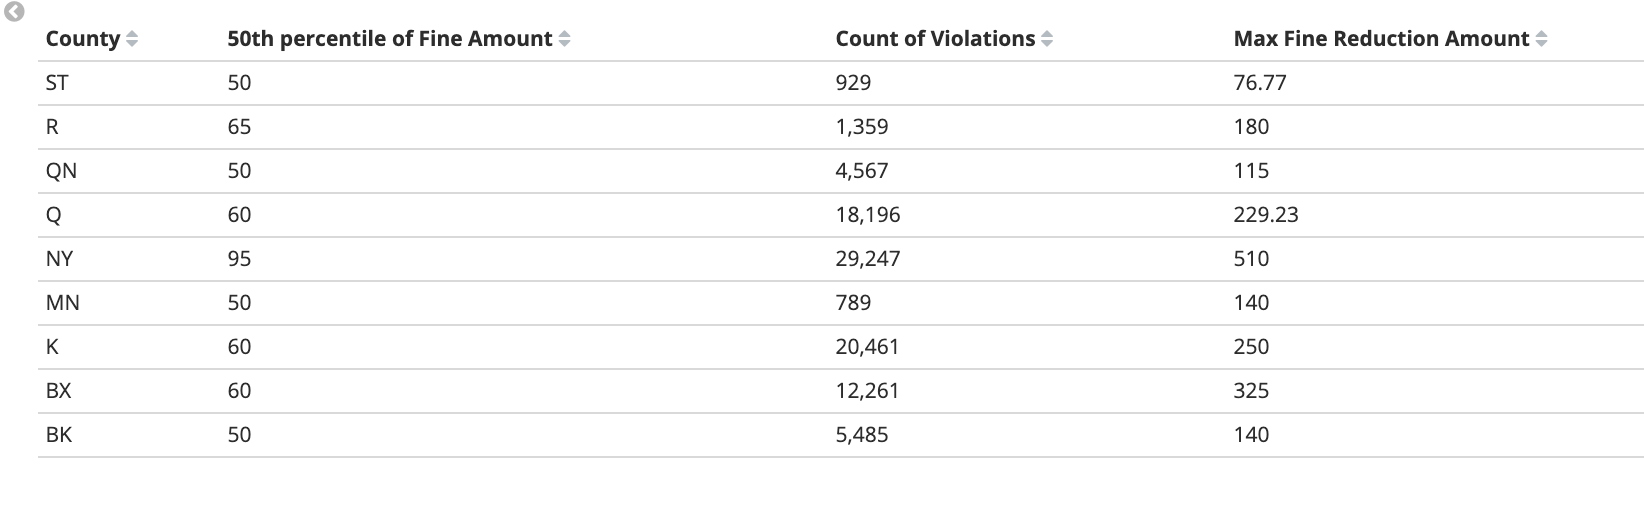 County 50th percentile of Fine Amount Count of Violations Max Fine Reduction Amount
ST 50 929 76.77
R 65 1,359 180
QN 50 4,567 115
Q 60 18,196 229.23
NY 95 29,247 510
MN 50 789 140
K 60 20,461 250
BX 60 12,261 325
BK 50 5,485 140